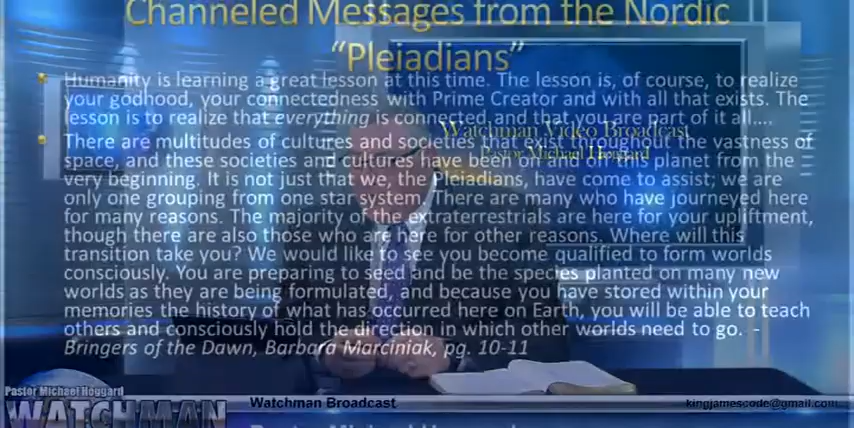 Channeled Messages from the Nordic
"Pleiadians"
Humanity is learning a great lesson at this time. The lesson is, of course, to realize
your godhood, your connectedness with Prime Creator and with all that exists. The
lesson is to realize that everything is connected and that you are part of it all....
There are multitudes of cultures and societies that exist throughout the vastness of
space, and these societies and cultures have been on this planet from the
very beginning. It is not just that we, the Pleiadians, have come to assist; we are
only one grouping from one star system. There are many who have journeyed here
for many reasons. The majority of the extraterrestrials are here for your upliftment,
though there are also those who are here for other reasons. Where will this
transition take you? We would like to see you become qualified to form worlds
consciously. You are preparing to seed and be the species planted on many new
worlds as they are being formulated, and because you have stored within your
memories the history of what has occurred here on Earth, you will be able to teach
others and consciously hold the direction in which other worlds need to go. -
Bringers of the Dawn, Barbara Marciniak, pg. 10-11
Watchman Video Broadcast
Pastor Michael Hoggard
Pastor Michael Hoggard
WATCHMAN
Watchman Broadcast
kingjamescode@gmail.com